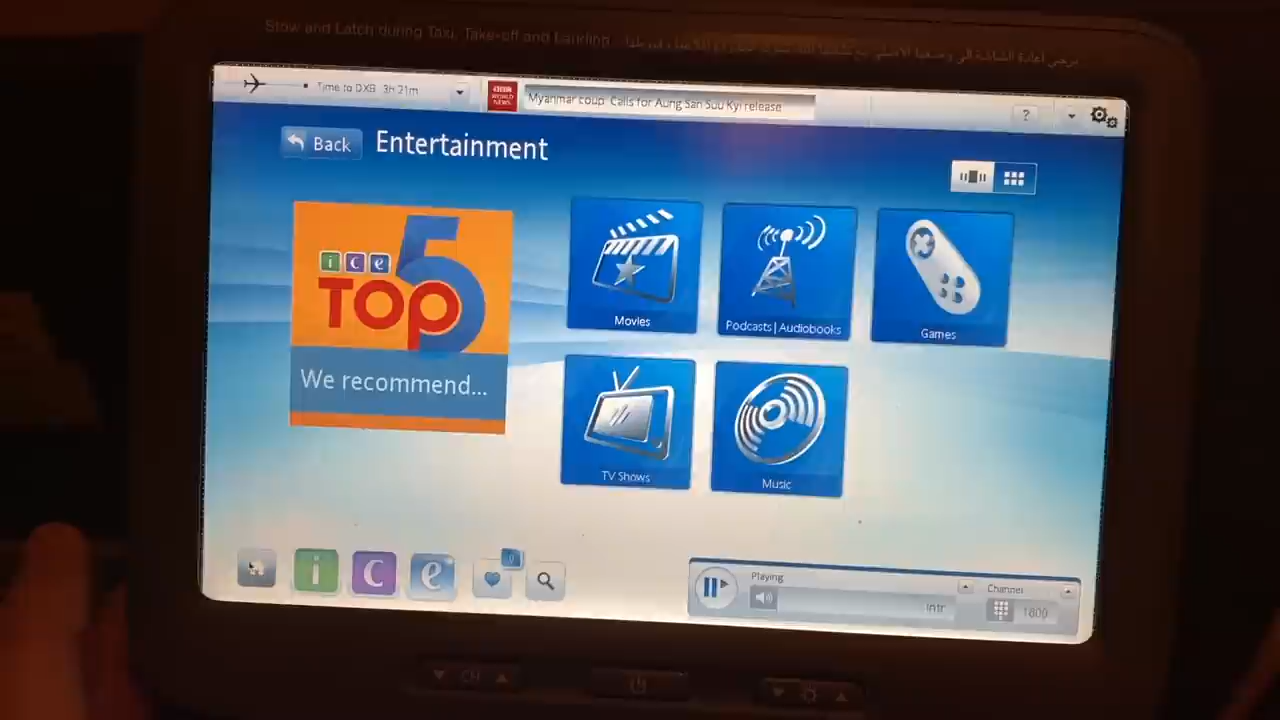 Stow and Latch during Taxi, Take-off and Landing
Time to DXB 3h 21m
BBC WORLD NEWS
Myanmar coup Calls for Aung San Suu Kyi release
?
Back
Entertainment
ice
TOP 5
We recommend...
Movies
Podcasts|Audiobooks
Games
TV Shows
Music
i
c
e
0
Playing
intr
Channel
1800
CH